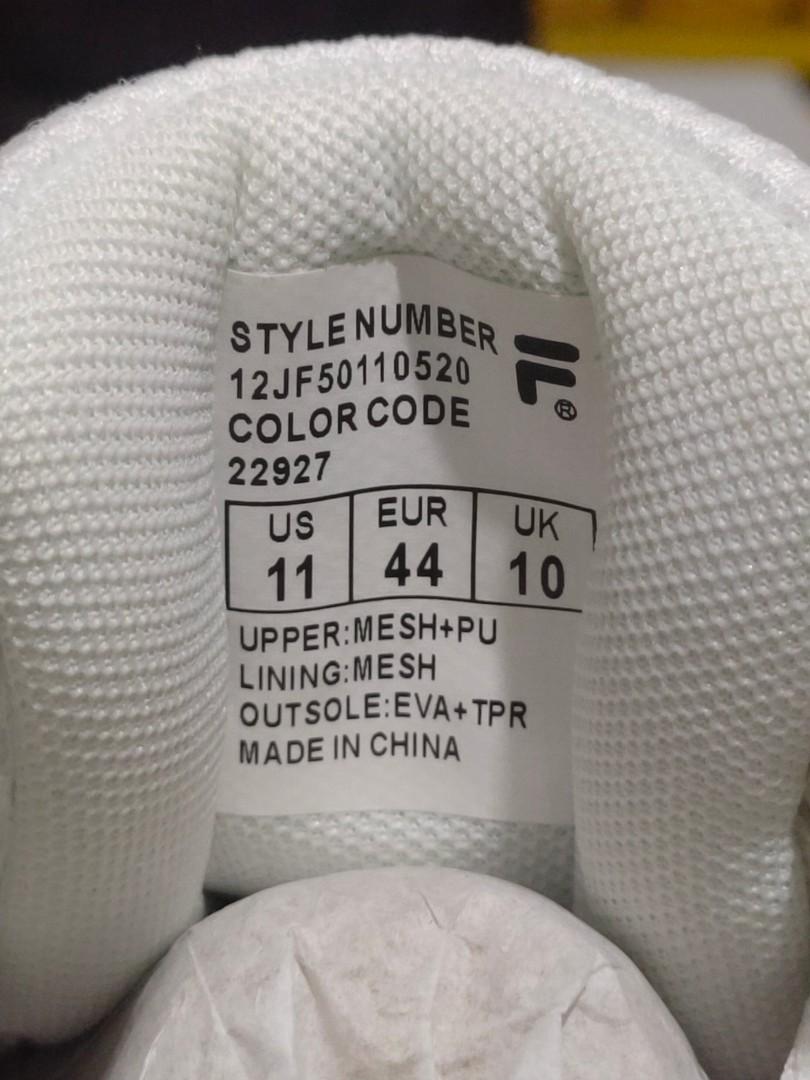 STYLE NUMBER
12JF50110520
COLOR CODE
22927
US EUR UK
11 44 10
UPPER:MESH+PU
LINING:MESH
OUTSOLE:EVA+TPR
MADE IN CHINA
F®